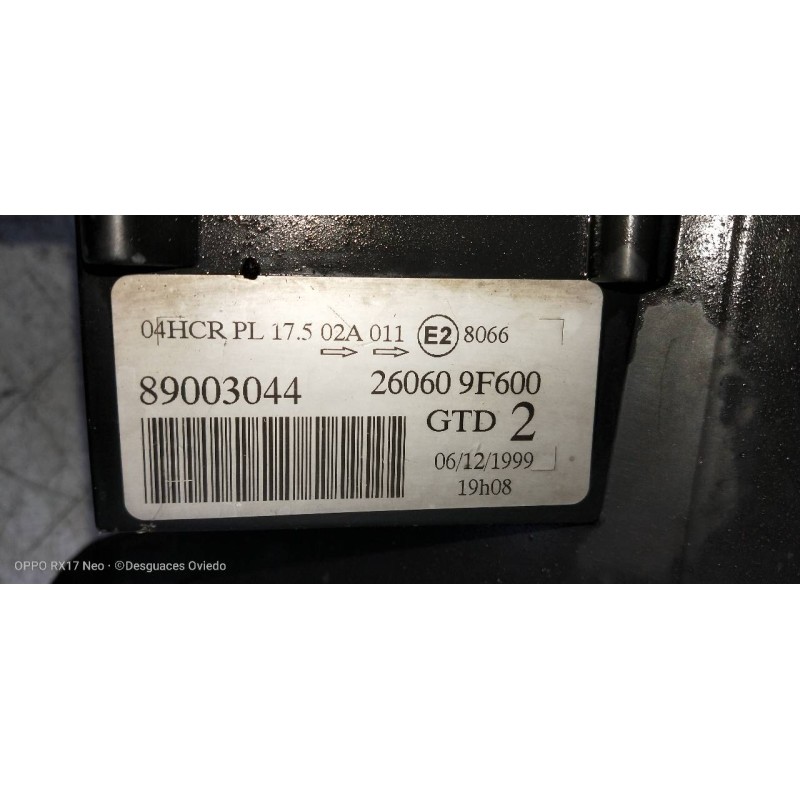 04HCR PL 17.5 02A 011 E2 8066
89003044 26060 9F600
GTD 2
06/12/1999
19h08
OPPO RX17 Neo · ©Desguaces Oviedo